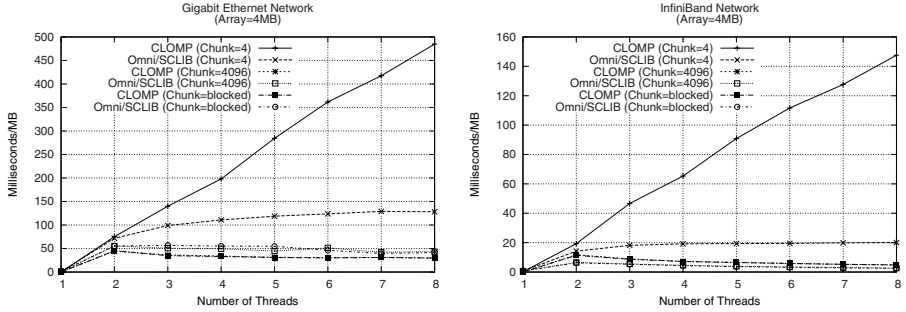 Gigabit Ethernet Network
(Array=4MB)
500
450
400
350
300
250
200
150
100
50
0
Milliseconds/MB
CLOMP (Chunk=4)
Omni/SCLIB (Chunk=4)
CLOMP (Chunk=4096)
Omni/SCLIB (Chunk=4096)
CLOMP (Chunk=blocked)
Omni/SCLIB (Chunk=blocked)
1 2 3 4 5 6 7 8
Number of Threads
InfiniBand Network
(Array=4MB)
160
140
120
100
80
60
40
20
0
Milliseconds/MB
CLOMP (Chunk=4)
Omni/SCLIB (Chunk=4)
CLOMP (Chunk=4096)
Omni/SCLIB (Chunk=4096)
CLOMP (Chunk=blocked)
Omni/SCLIB (Chunk=blocked)
1 2 3 4 5 6 7 8
Number of Threads